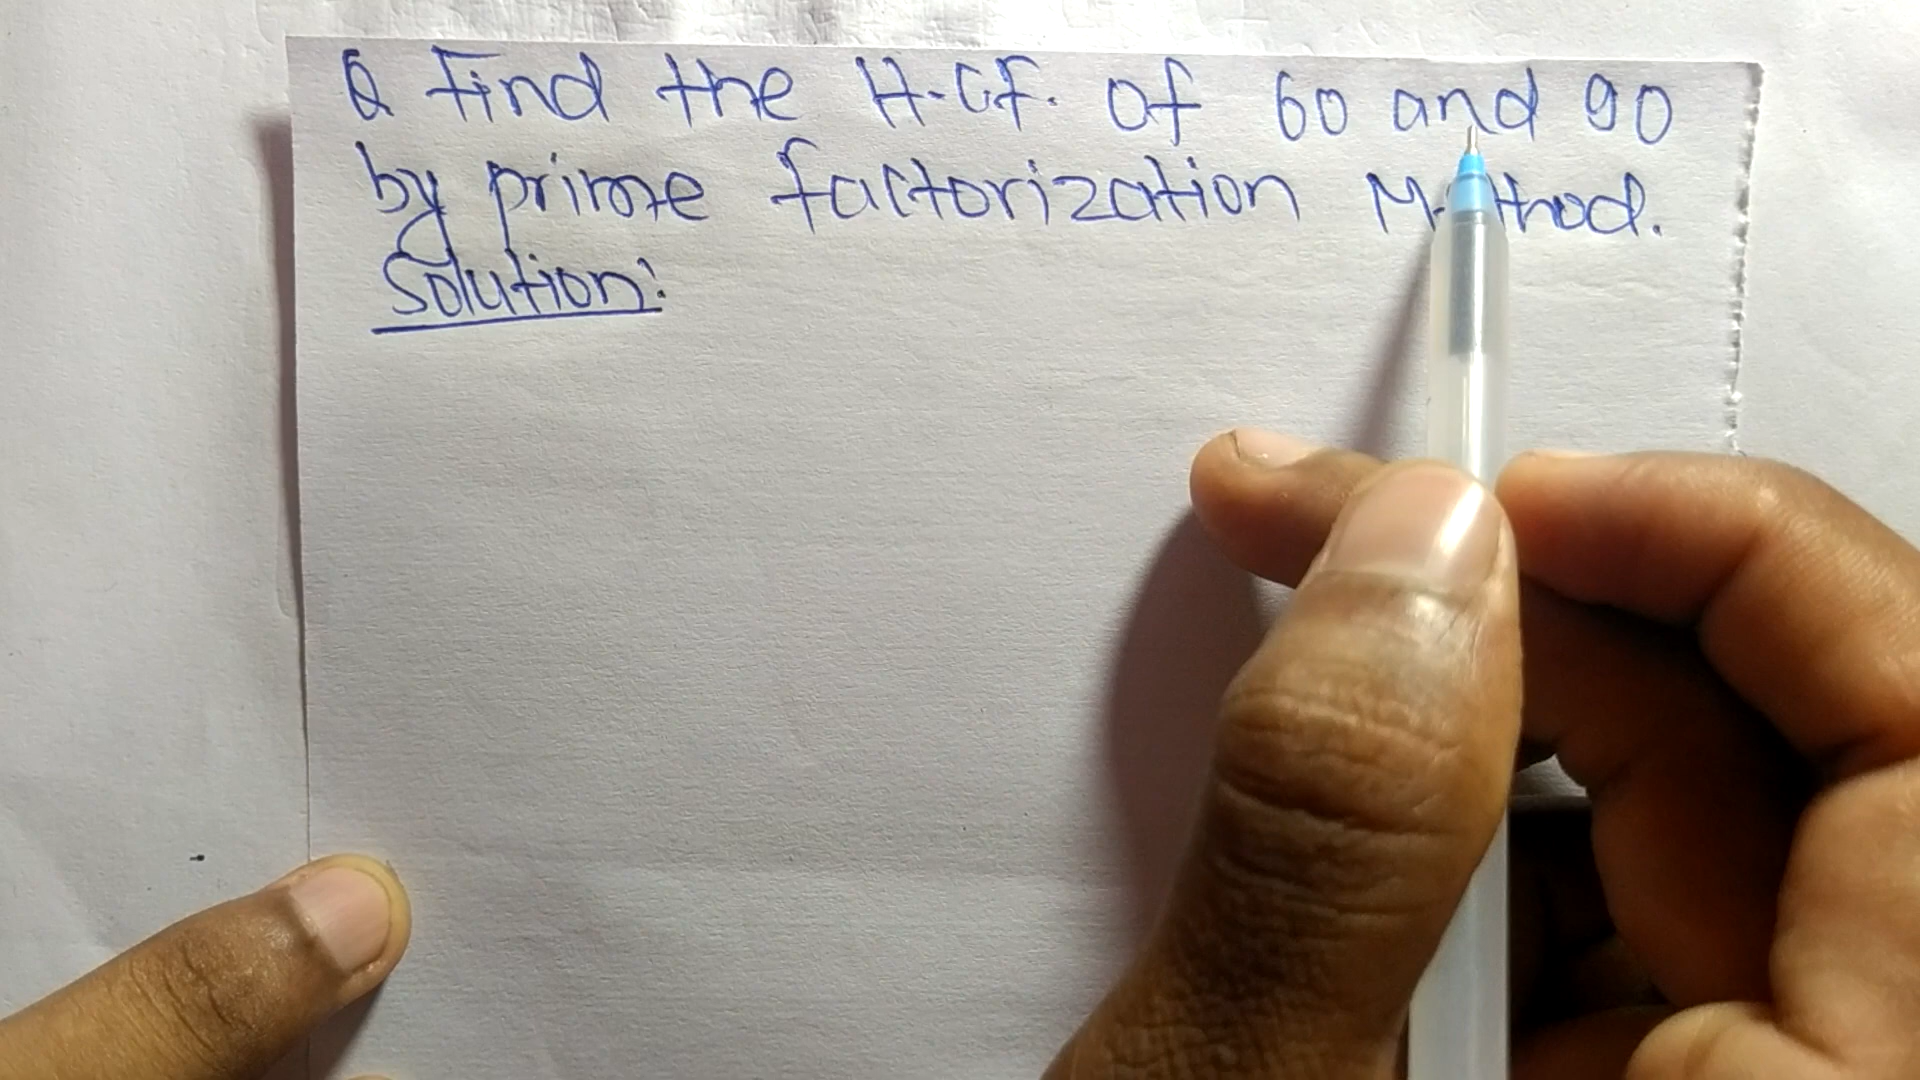 Q Find the H.C.F. of 60 and 90
by prime factorization Method.
Solution: